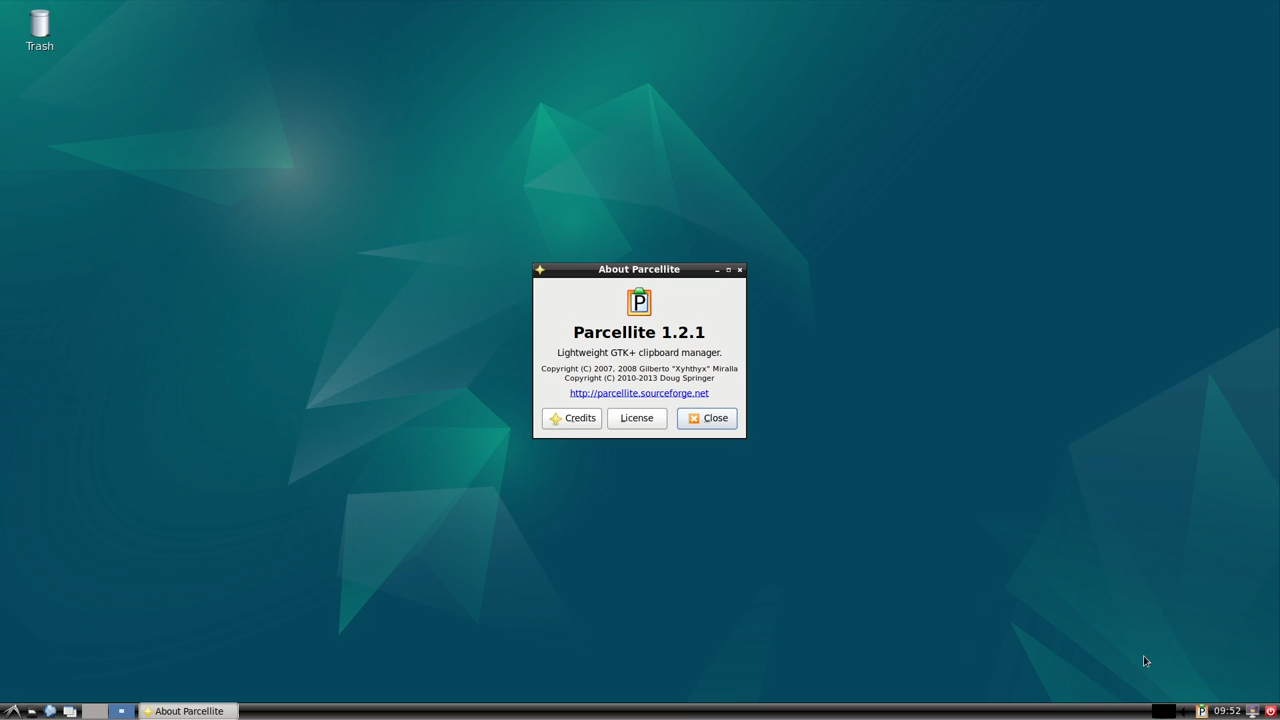 Trash
About Parcellite
P
Parcellite 1.2.1
Lightweight GTK+ clipboard manager.
Copyright (C) 2007, 2008 Gilberto "Xyhthyx" Miralla
Copyright (C) 2010-2013 Doug Springer
http://parcellite.sourceforge.net
Credits License Close
About Parcellite P 09:52